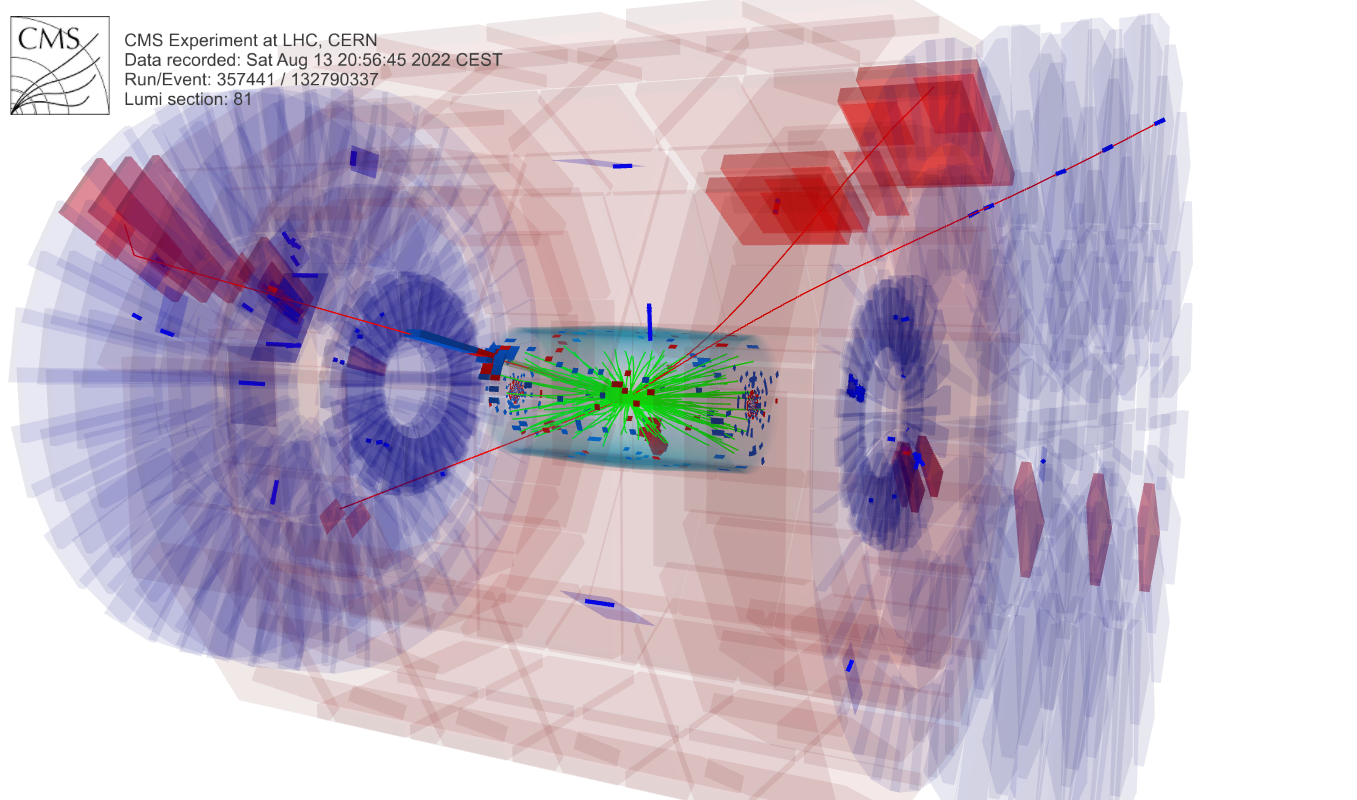 CMS
CMS Experiment at LHC, CERN
Data recorded: Sat Aug 13 20:56:45 2022 CEST
Run/Event: 357441 / 132790337
Lumi section: 81